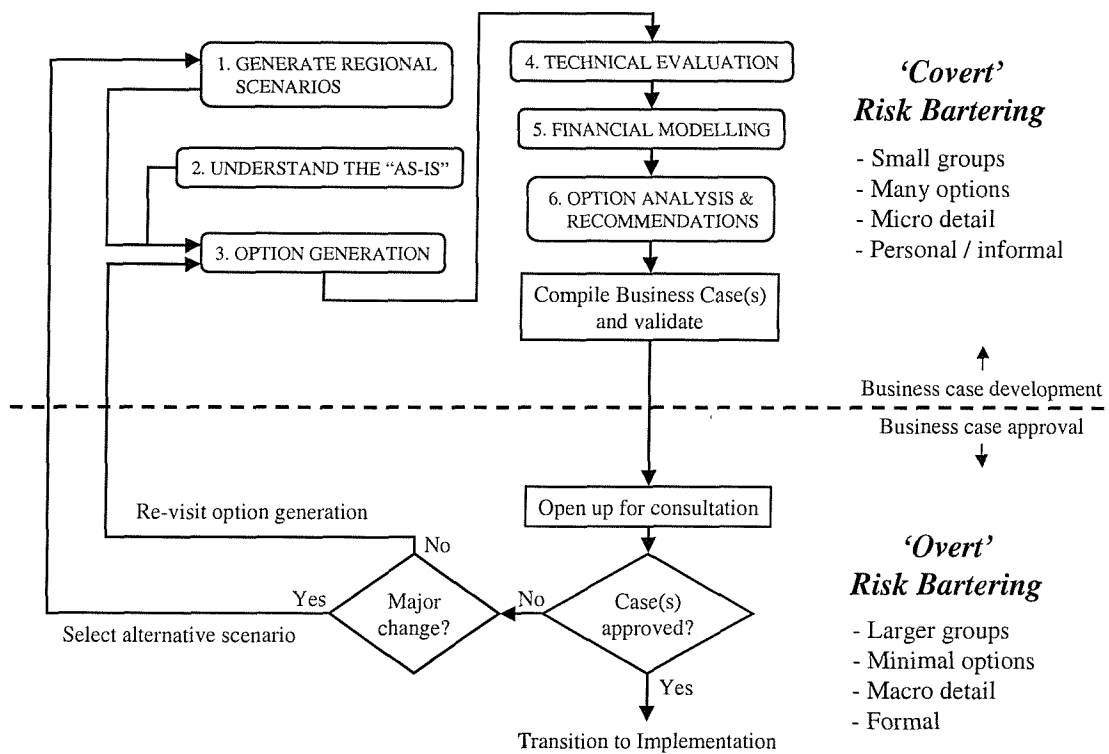 1. GENERATE REGIONAL
SCENARIOS
2. UNDERSTAND THE “AS-IS”
3. OPTION GENERATION
4. TECHNICAL EVALUATION
5. FINANCIAL MODELLING
6. OPTION ANALYSIS &
RECOMMENDATIONS
Compile Business Case(s)
and validate
‘Covert’
Risk Bartering
- Small groups
- Many options
- Micro detail
- Personal / informal
Business case development
Business case approval
Open up for consultation
Re-visit option generation
No
Yes
Major
change?
No
Case(s)
approved?
Select alternative scenario
Yes
Transition to Implementation
‘Overt’
Risk Bartering
- Larger groups
- Minimal options
- Macro detail
- Formal